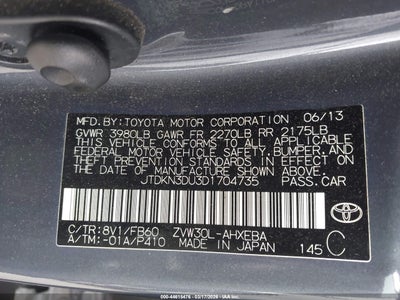 MFD.BY:TOYOTA MOTOR CORPORATION 06/13
GVWR 3980LB GAWR FR 2270LB RR 2175LB
THIS VEHICLE CONFORMS TO ALL APPLICABLE
FEDERAL MOTOR VEHICLE SAFETY, BUMPER, AND
THEFT PREVENTION STANDARDS IN EFFECT ON
THE DATE OF MANUFACTURE SHOWN ABOVE.
JTDKN3DU3D1704735 PASS.CAR
C/TR:8V1/FB60 ZVW30L-AHXEBA
A/TM:-01A/P410 MADE IN JAPAN 145 C
TOYOTA